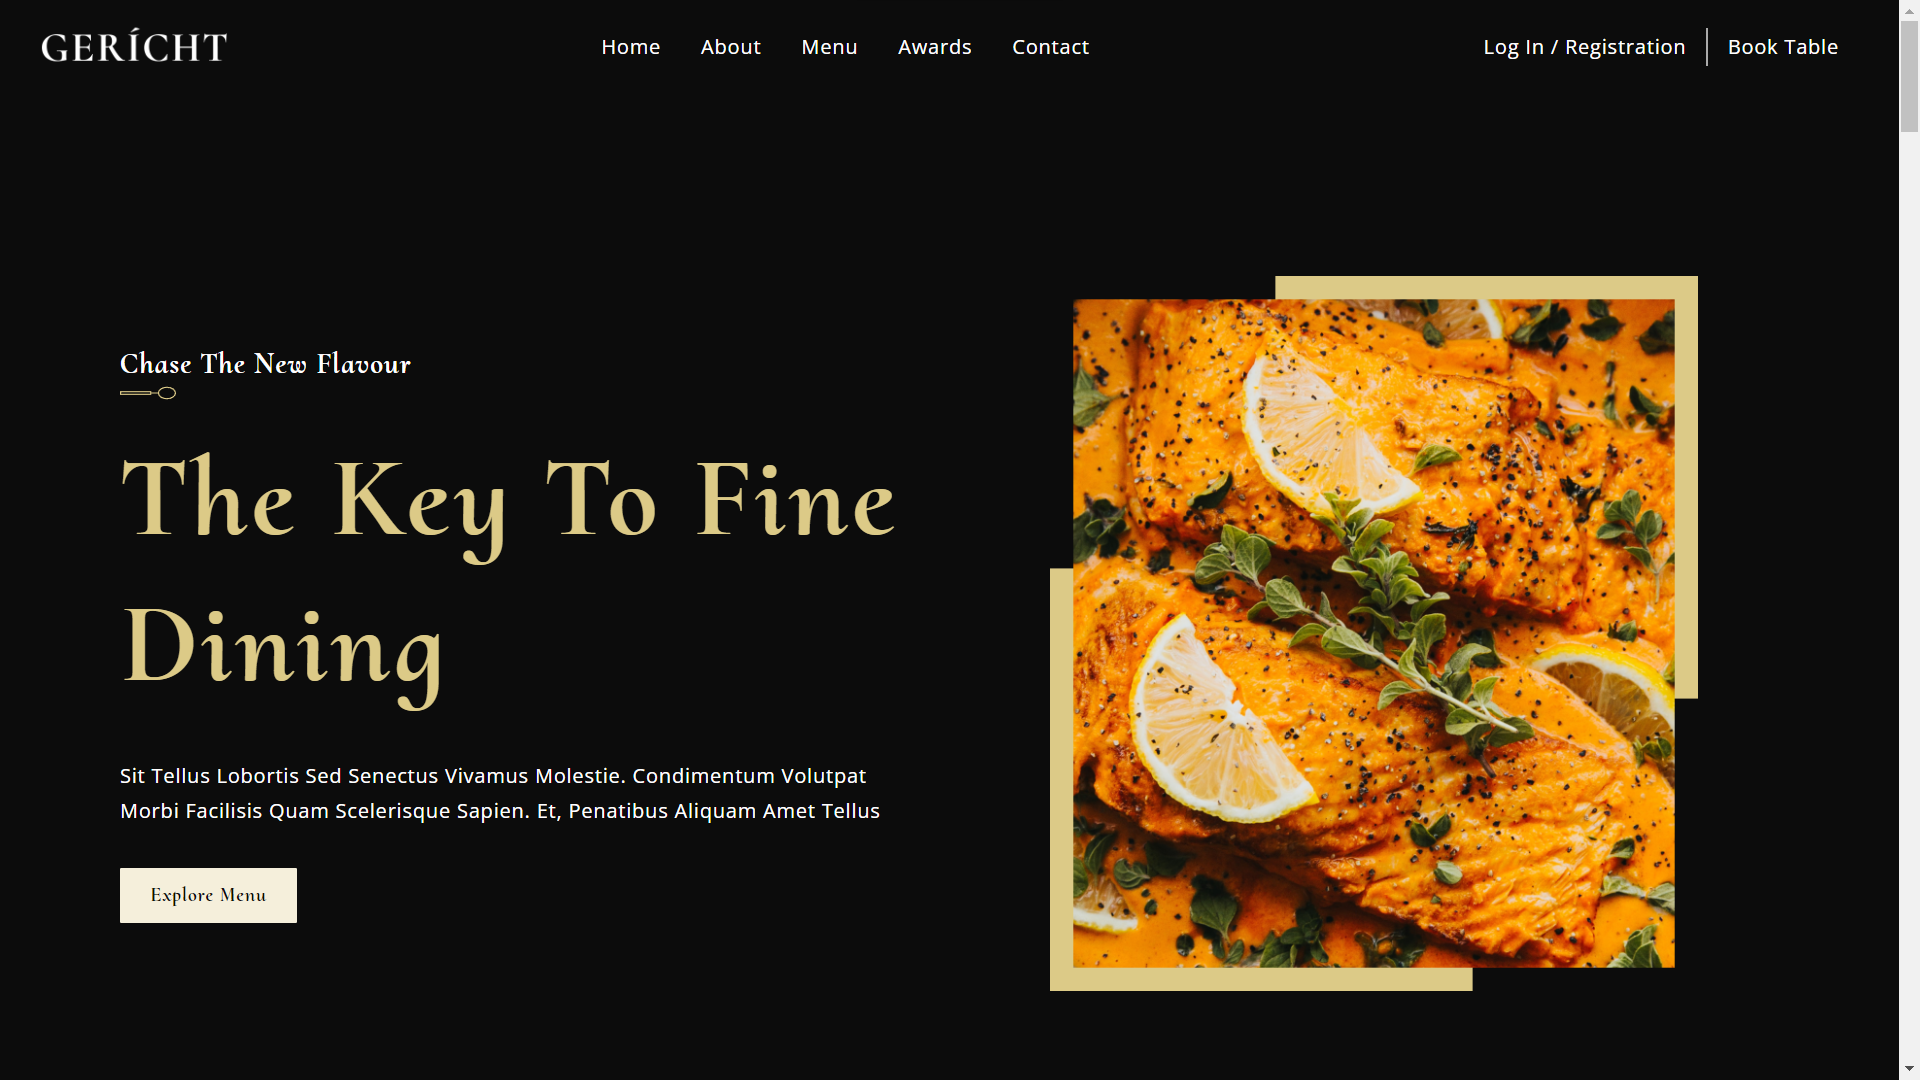 GERÍCHT
Home
About
Menu
Awards
Contact
Log In / Registration
Book Table
Chase The New Flavour
The Key To Fine
Dining
Sit Tellus Lobortis Sed Senectus Vivamus Molestie. Condimentum Volutpat
Morbi Facilisis Quam Scelerisque Sapien. Et, Penatibus Aliquam Amet Tellus
Explore Menu